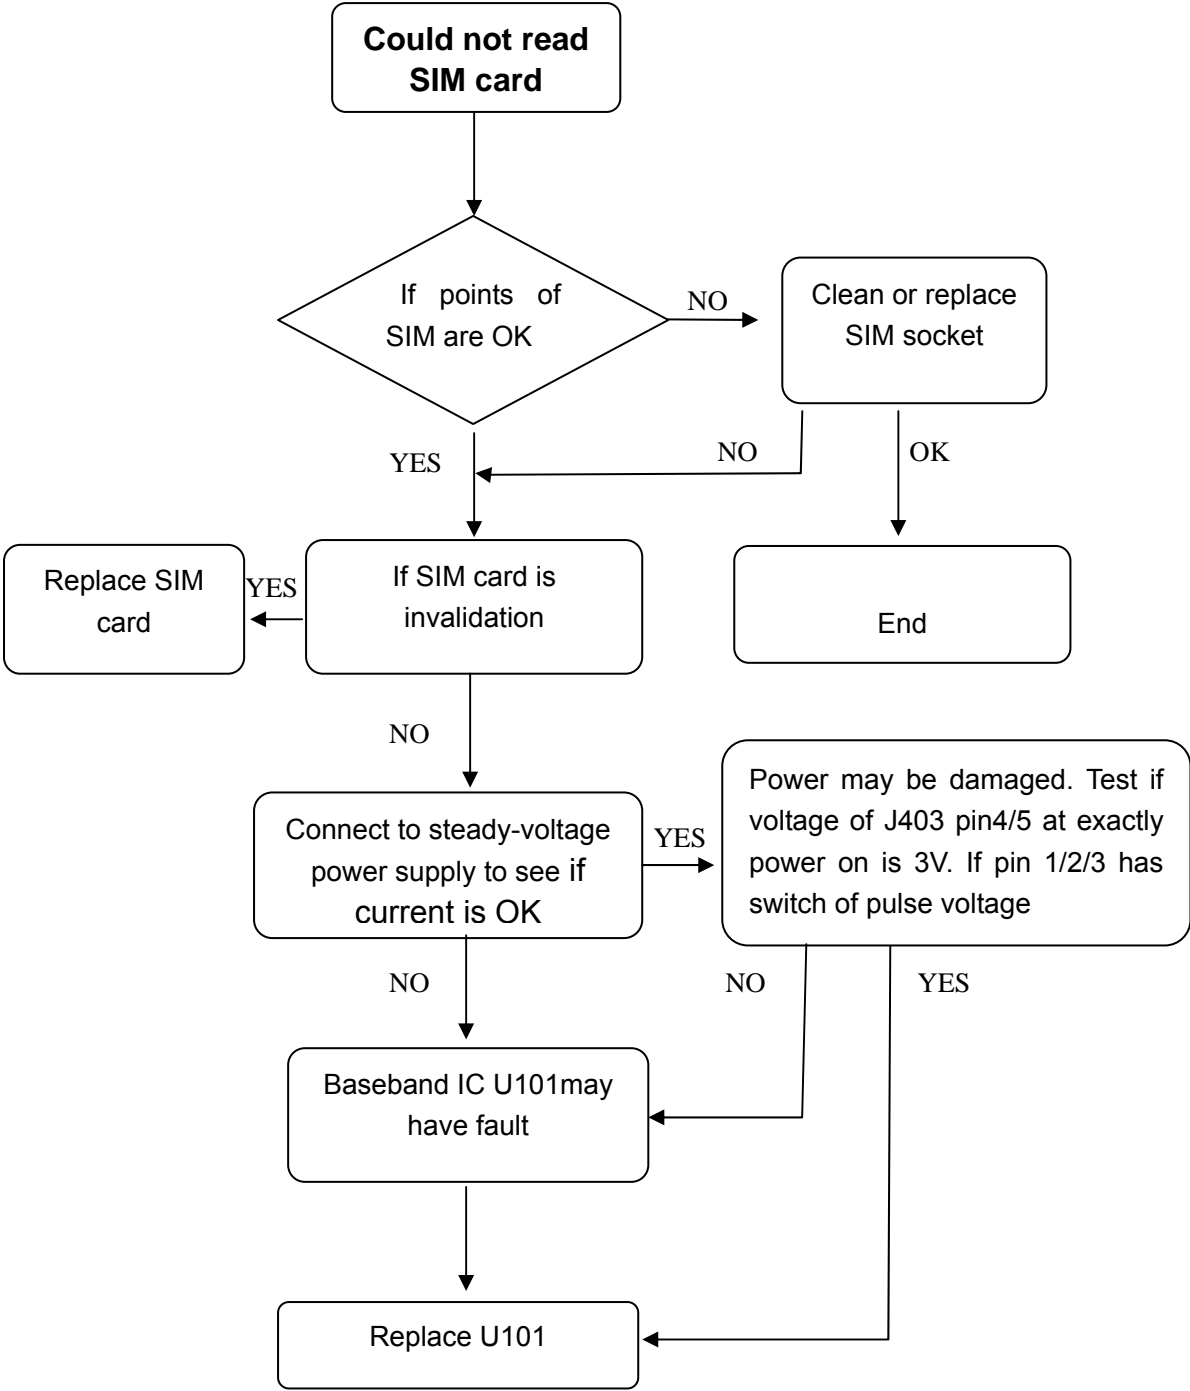 Could not read
SIM card
If points of
SIM are OK
NO
Clean or replace
SIM socket
YES
NO
OK
Replace SIM
card
YES
If SIM card is
invalidation
End
NO
Connect to steady-voltage
power supply to see if
current is OK
YES
Power may be damaged. Test if
voltage of J403 pin4/5 at exactly
power on is 3V. If pin 1/2/3 has
switch of pulse voltage
NO
NO
YES
Baseband IC U101may
have fault
Replace U101